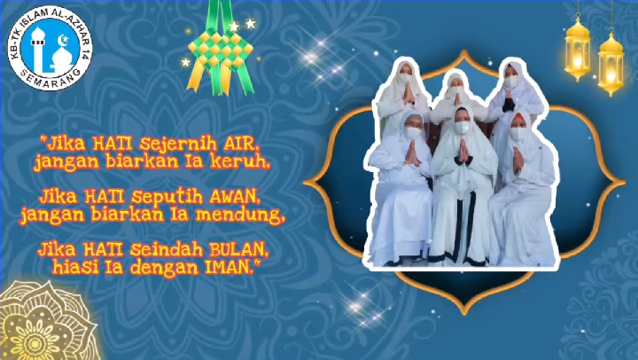 KB-TK ISLAM AL-AZHAR 14
SEMARANG
"Jika HATI sejernih AIR,
jangan biarkan Ia keruh,
Jika HATI seputih AWAN,
jangan biarkan Ia mendung,
Jika HATI seindah BULAN,
hiasi Ia dengan IMAN."